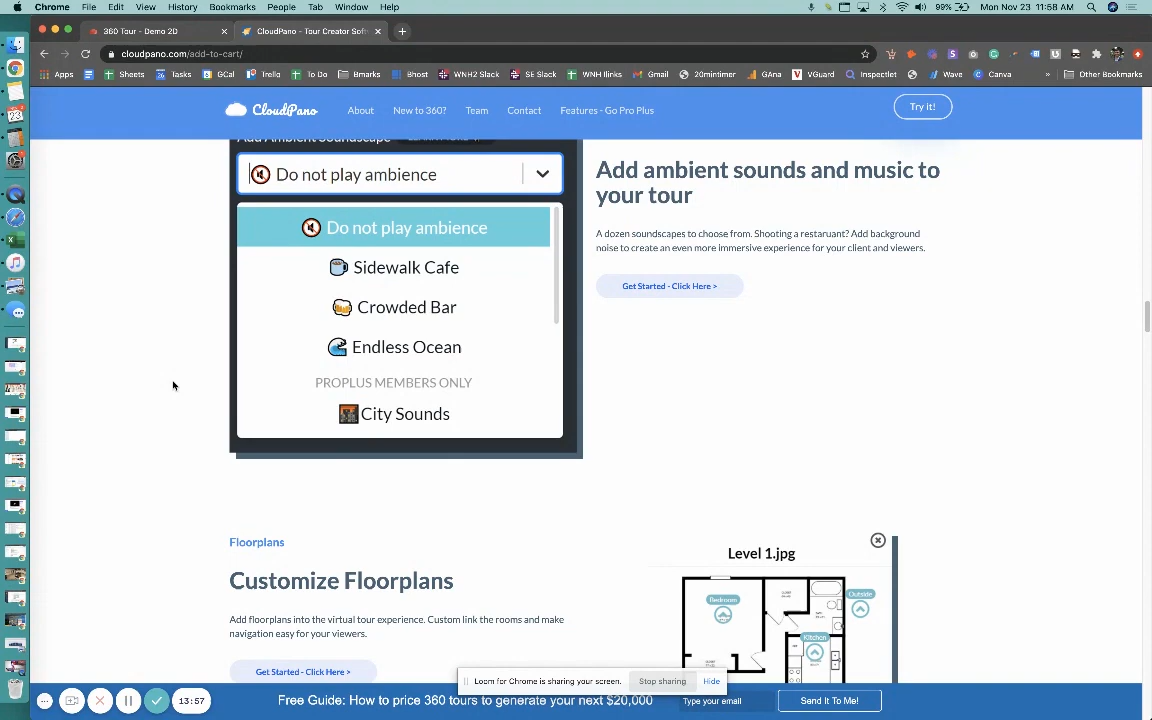 Chrome File Edit View History Bookmarks People Tab Window Help 99% Mon Nov 23 11:58 AM
360 Tour - Demo 2D CloudPano - Tour Creator Sof
cloudpano.com/add-to-cart/
Apps Sheets Tasks GCal Trello To Do Bmarks Bhost WNH2 Slack SE Slack WNH Ilinks Gmail 20mintimer GAna VGuard Inspectlet Wave Canva » Other Bookmarks
CloudPano About New to 360? Team Contact Features - Go Pro Plus Try it!
Add Ambient Soundscape
Do not play ambience
Do not play ambience
Sidewalk Cafe
Crowded Bar
Endless Ocean
PROPLUS MEMBERS ONLY
City Sounds
Add ambient sounds and music to
your tour
A dozen soundscapes to choose from. Shooting a restaruant? Add background
noise to create an even more immersive experience for your client and viewers.
Get Started - Click Here >
Floorplans
Customize Floorplans
Add floorplans into the virtual tour experience. Custom link the rooms and make
navigation easy for your viewers.
Get Started - Click Here >
Level 1.jpg
Bedroom
Outside
Kitchen
Loom for Chrome is sharing your screen. Stop sharing Hide
13:57
Free Guide: How to price 360 tours to generate your next $20,000 Type your email Send It To Me!